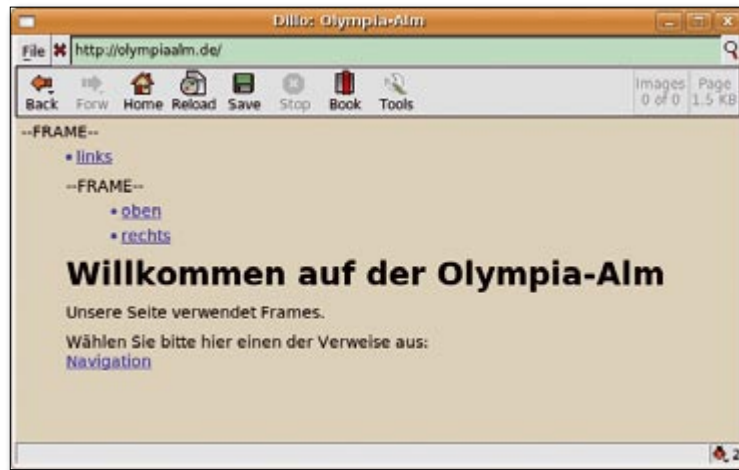 Dillo: Olympia-Alm
File http://olympiaalm.de/
Back Forw Home Reload Save Stop Book Tools Images 0 of 0 Page 1.5 KB
--FRAME--
• links
--FRAME--
• oben
• rechts
Willkommen auf der Olympia-Alm
Unsere Seite verwendet Frames.
Wählen Sie bitte hier einen der Verweise aus:
Navigation
2